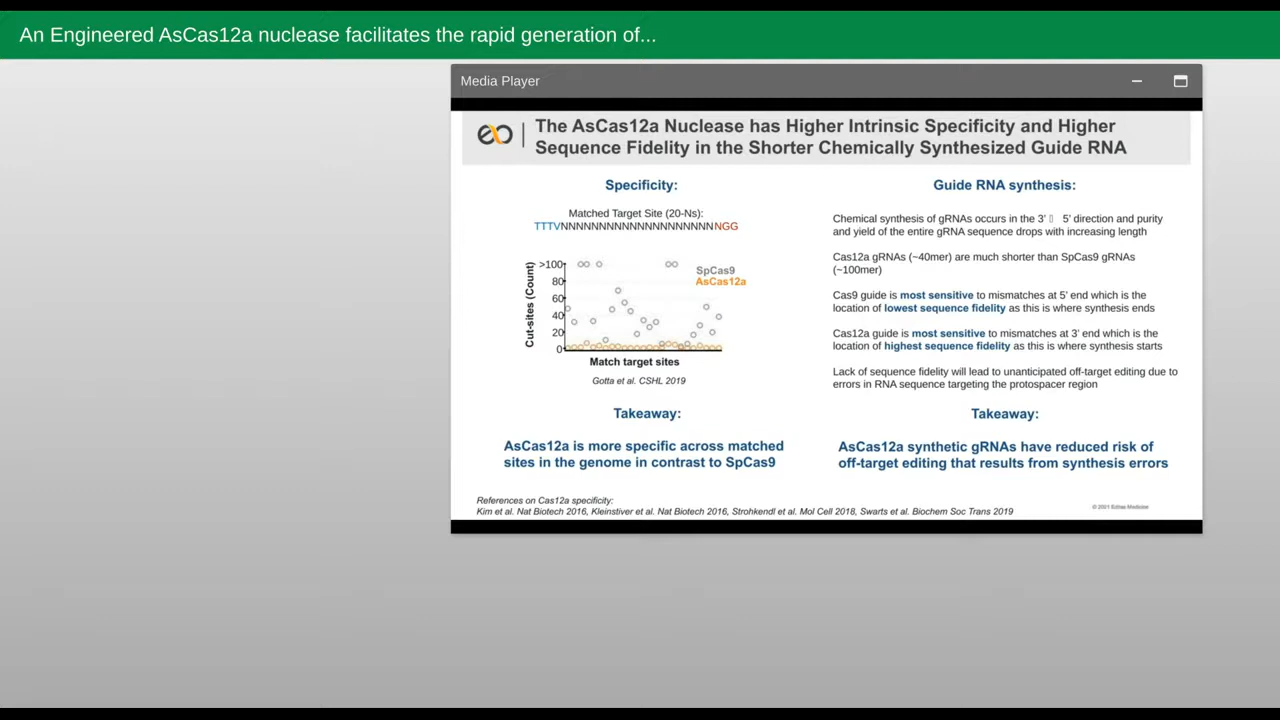 An Engineered AsCas12a nuclease facilitates the rapid generation of...
Media Player
The AsCas12a Nuclease has Higher Intrinsic Specificity and Higher
Sequence Fidelity in the Shorter Chemically Synthesized Guide RNA
Specificity:
Matched Target Site (20-Ns):
TTTVNNNNNNNNNNNNNNNNNNNNNGG
Cut-sites (Count)
>100
80
60
40
20
0
SpCas9
AsCas12a
Match target sites
Gotta et al. CSHL 2019
Takeaway:
AsCas12a is more specific across matched
sites in the genome in contrast to SpCas9
Guide RNA synthesis:
Chemical synthesis of gRNAs occurs in the 3' 5' direction and purity
and yield of the entire gRNA sequence drops with increasing length
Cas12a gRNAs (~40mer) are much shorter than SpCas9 gRNAs
(~100mer)
Cas9 guide is most sensitive to mismatches at 5' end which is the
location of lowest sequence fidelity as this is where synthesis ends
Cas12a guide is most sensitive to mismatches at 3' end which is the
location of highest sequence fidelity as this is where synthesis starts
Lack of sequence fidelity will lead to unanticipated off-target editing due to
errors in RNA sequence targeting the protospacer region
Takeaway:
AsCas12a synthetic gRNAs have reduced risk of
off-target editing that results from synthesis errors
References on Cas12a specificity:
Kim et al. Nat Biotech 2016, Kleinstiver et al. Nat Biotech 2016, Strohkendl et al. Mol Cell 2018, Swarts et al. Biochem Soc Trans 2019
© 2021 Editas Medicine